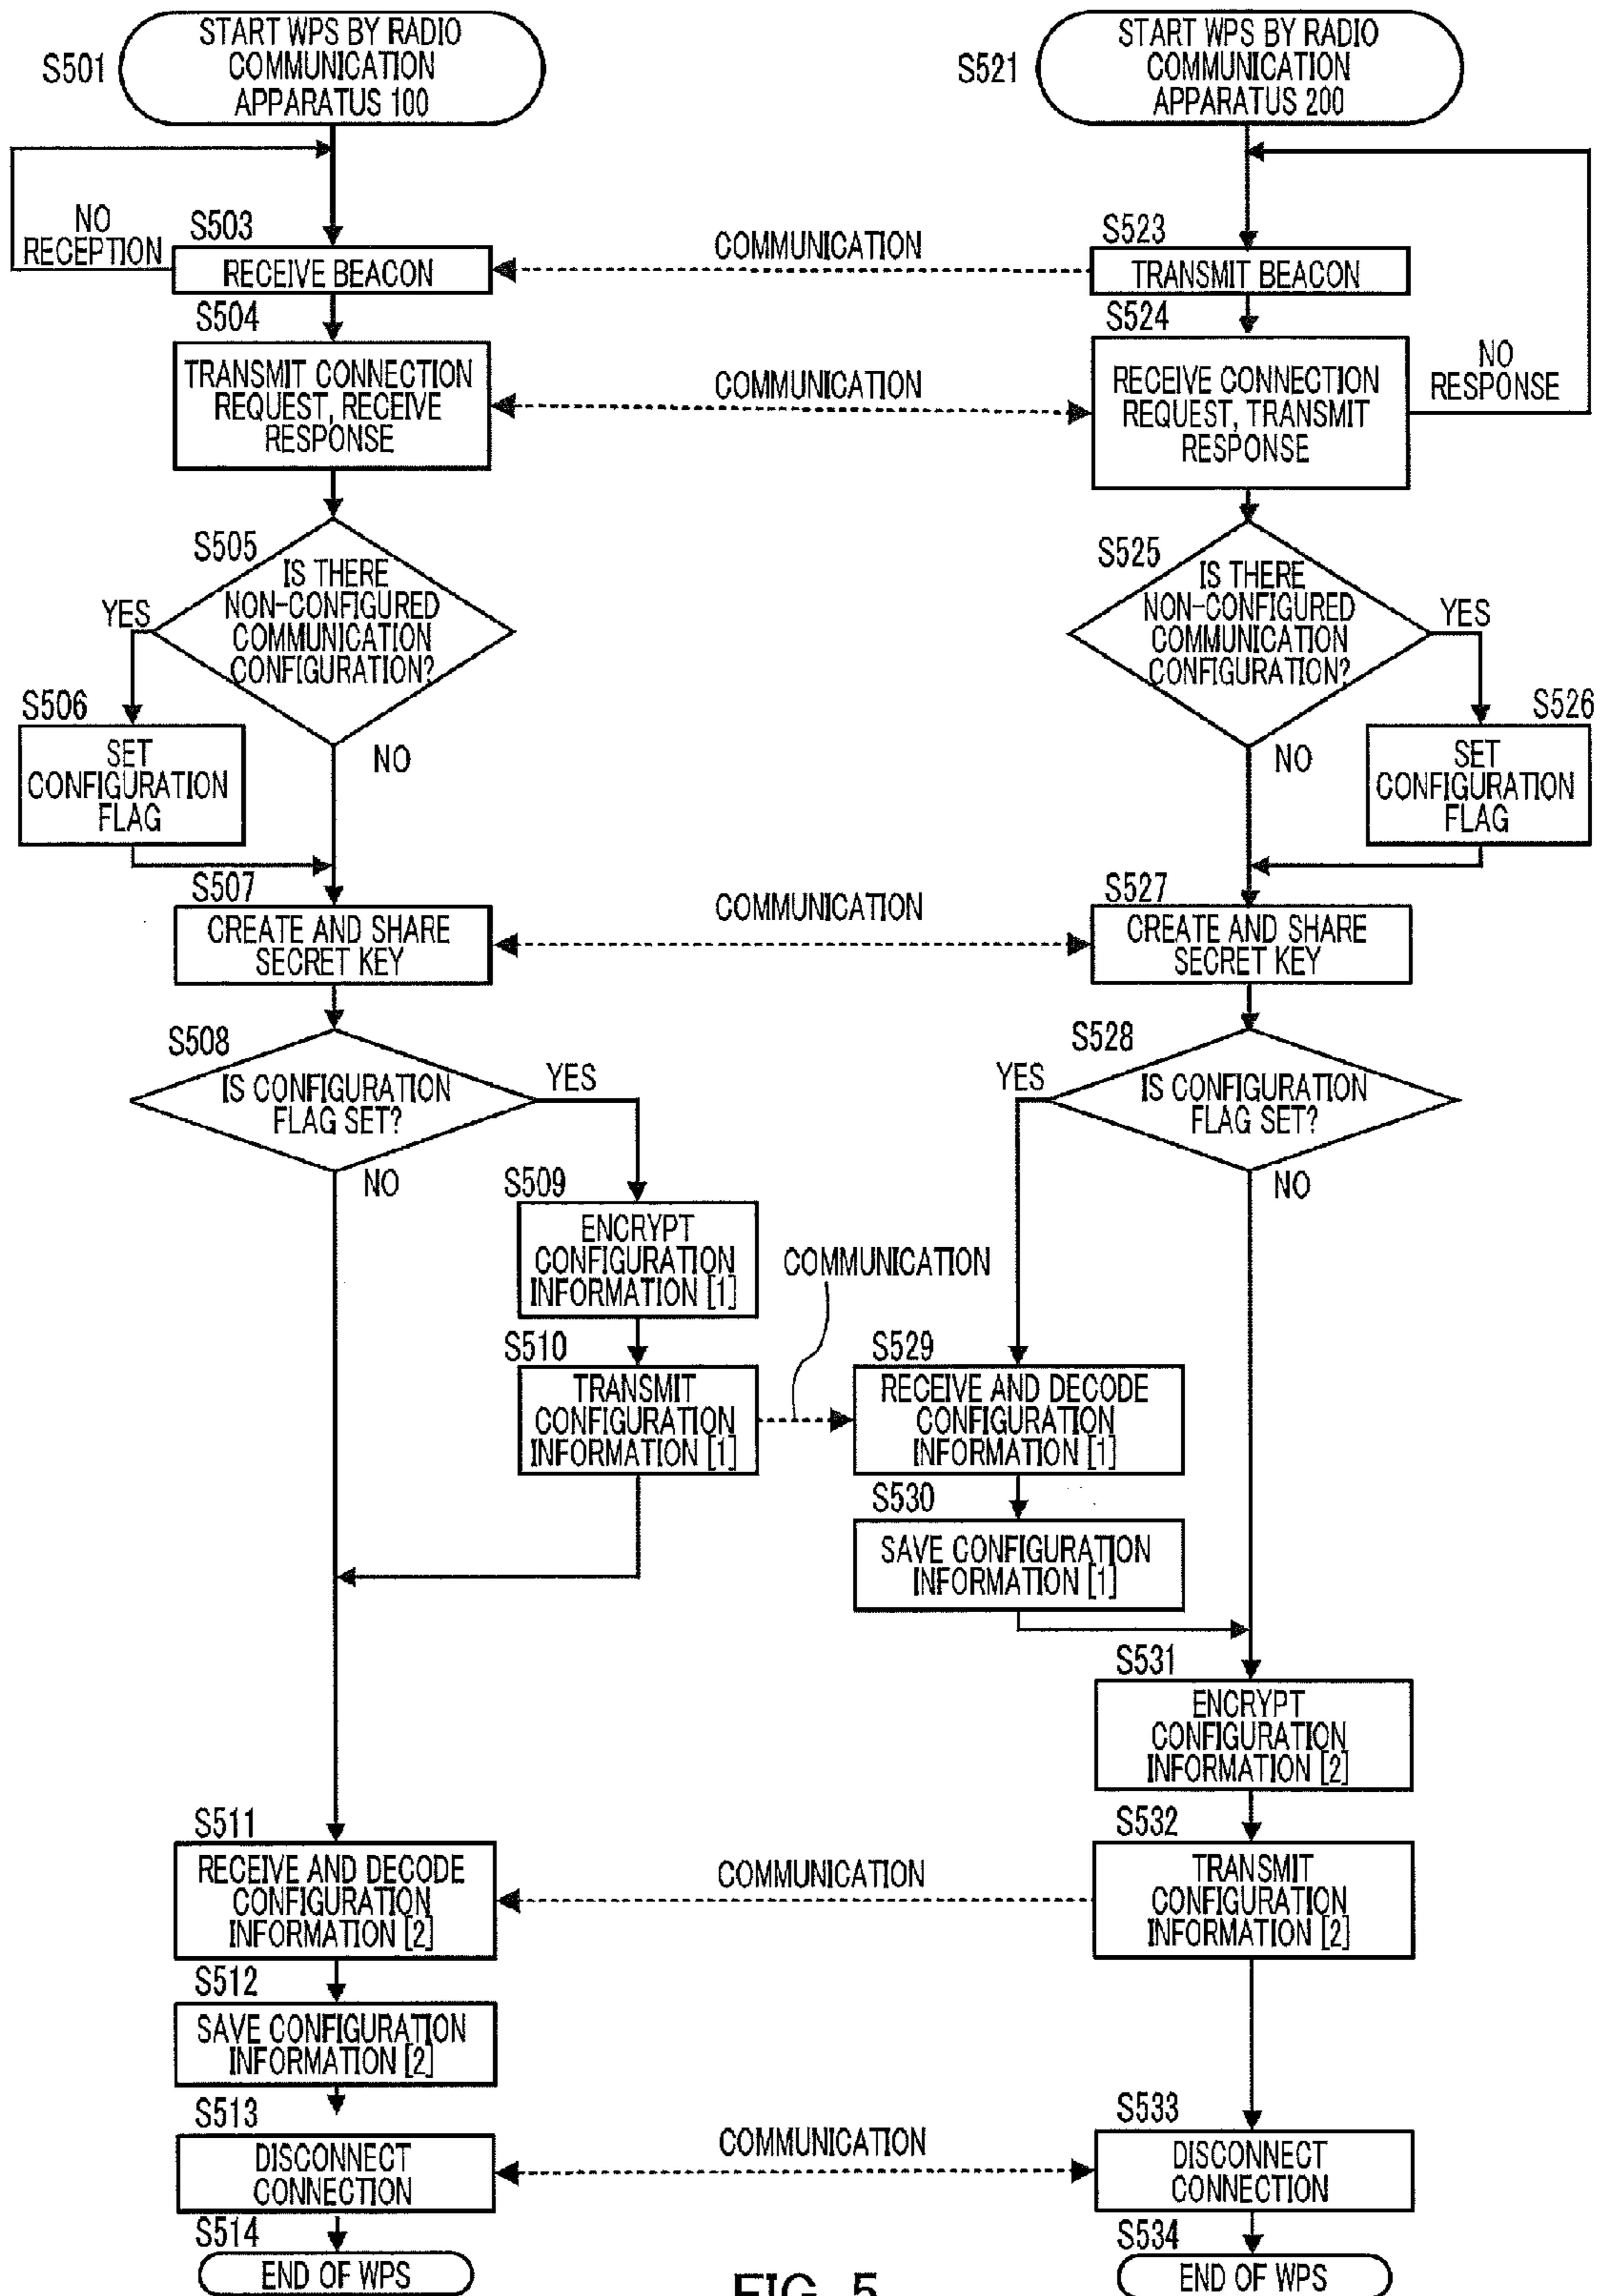 S501
START WPS BY RADIO
COMMUNICATION
APPARATUS 100
S521
START WPS BY RADIO
COMMUNICATION
APPARATUS 200
NO
RECEPTION
S503
RECEIVE BEACON
COMMUNICATION
S523
TRANSMIT BEACON
S504
TRANSMIT CONNECTION
REQUEST, RECEIVE
RESPONSE
COMMUNICATION
S524
RECEIVE CONNECTION
REQUEST, TRANSMIT
RESPONSE
NO
RESPONSE
S505
IS THERE
NON-CONFIGURED
COMMUNICATION
CONFIGURATION?
YES
NO
S525
IS THERE
NON-CONFIGURED
COMMUNICATION
CONFIGURATION?
YES
NO
S506
SET
CONFIGURATION
FLAG
S526
SET
CONFIGURATION
FLAG
S507
CREATE AND SHARE
SECRET KEY
COMMUNICATION
S527
CREATE AND SHARE
SECRET KEY
S508
IS CONFIGURATION
FLAG SET?
YES
NO
S528
IS CONFIGURATION
FLAG SET?
YES
NO
S509
ENCRYPT
CONFIGURATION
INFORMATION [1]
COMMUNICATION
S510
TRANSMIT
CONFIGURATION
INFORMATION [1]
S529
RECEIVE AND DECODE
CONFIGURATION
INFORMATION [1]
S530
SAVE CONFIGURATION
INFORMATION [1]
S531
ENCRYPT
CONFIGURATION
INFORMATION [2]
S511
RECEIVE AND DECODE
CONFIGURATION
INFORMATION [2]
COMMUNICATION
S532
TRANSMIT
CONFIGURATION
INFORMATION [2]
S512
SAVE CONFIGURATION
INFORMATION [2]
S513
DISCONNECT
CONNECTION
COMMUNICATION
S533
DISCONNECT
CONNECTION
S514
END OF WPS
S534
END OF WPS
FIG. 5